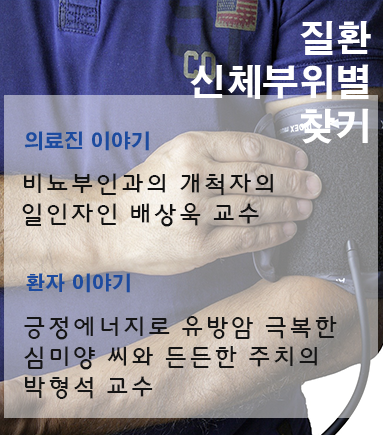 질환
신체부위별
찾키
의료진 이야기
비뇨부인과의 개척자의
일인자인 배상욱 교수
환자 이야기
긍정에너지로 유방암 극복한
심미양 씨와 든든한 주치의
박형석 교수
CO